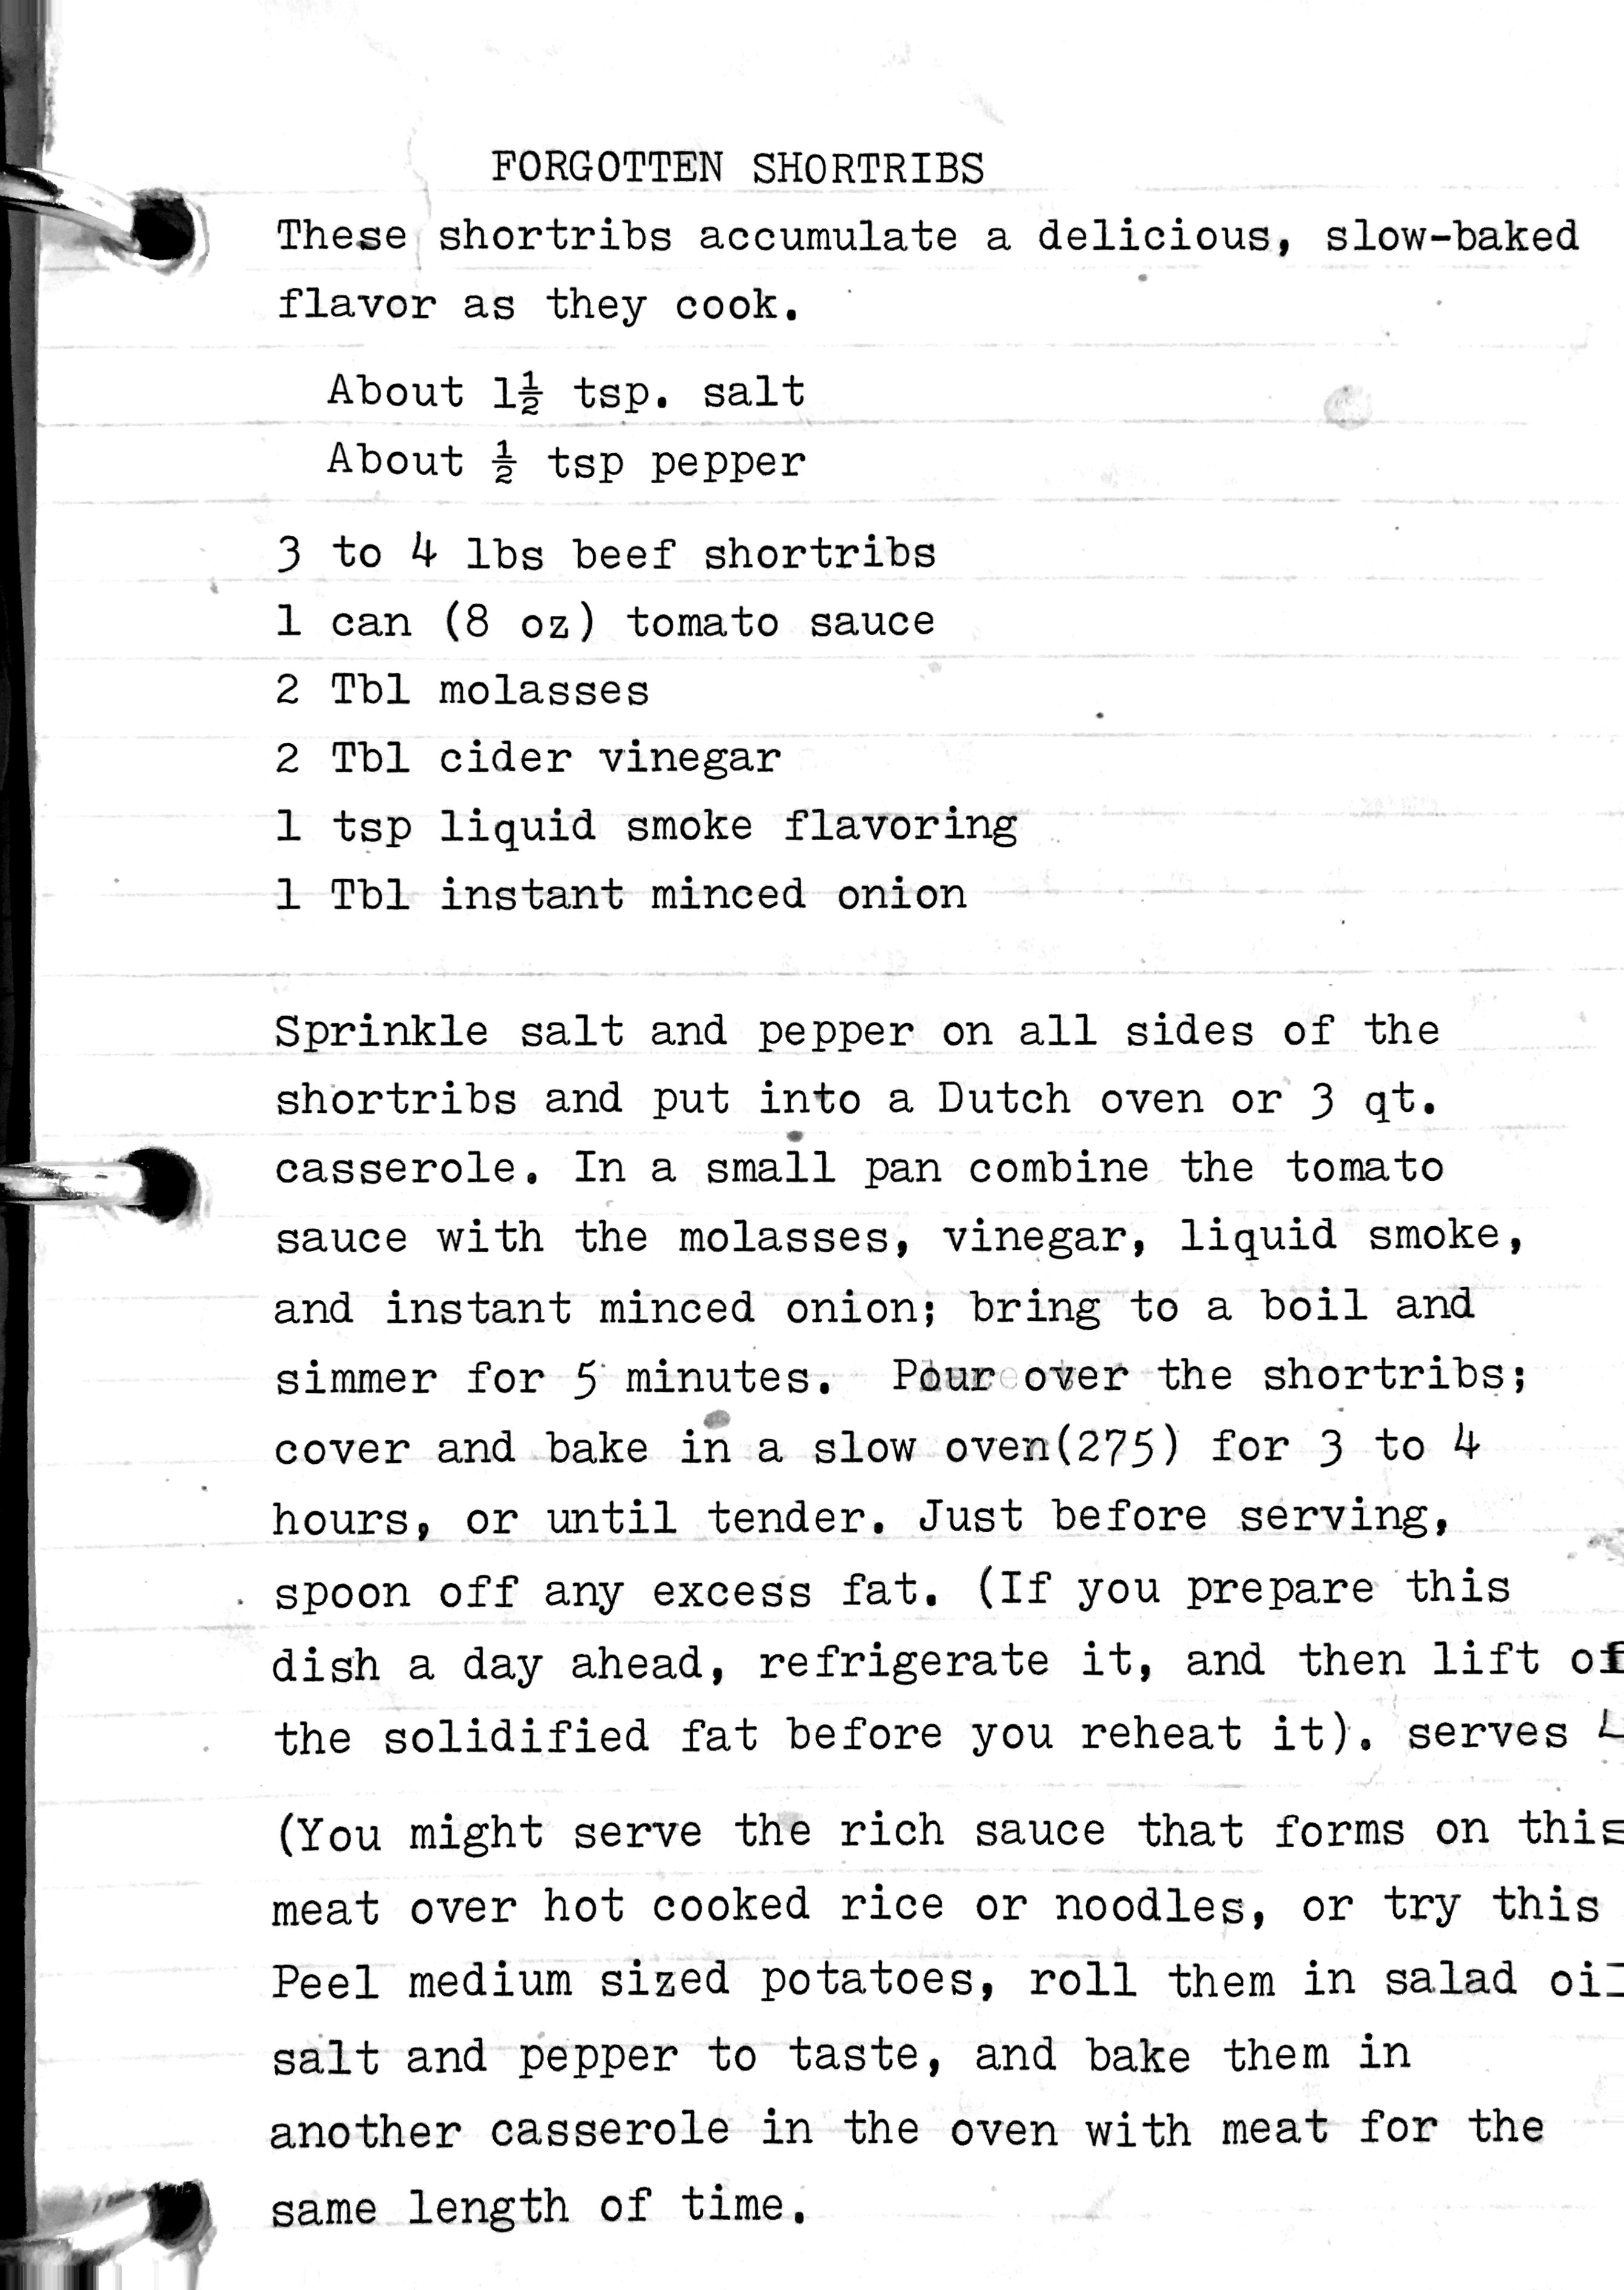 FORGOTTEN SHORTRIBS
These shortribs accumulate a delicious, slow-baked
flavor as they cook.
About 1½ tsp. salt
About ½ tsp pepper
3 to 4 lbs beef shortribs
1 can (8 oz) tomato sauce
2 Tbl molasses
2 Tbl cider vinegar
1 tsp liquid smoke flavoring
1 Tbl instant minced onion
Sprinkle salt and pepper on all sides of the
shortribs and put into a Dutch oven or 3 qt.
casserole. In a small pan combine the tomato
sauce with the molasses, vinegar, liquid smoke,
and instant minced onion; bring to a boil and
simmer for 5 minutes. Pour over the shortribs;
cover and bake in a slow oven(275) for 3 to 4
hours, or until tender. Just before serving,
spoon off any excess fat. (If you prepare this
dish a day ahead, refrigerate it, and then lift of
the solidified fat before you reheat it). serves 4
(You might serve the rich sauce that forms on this
meat over hot cooked rice or noodles, or try this
Peel medium sized potatoes, roll them in salad oil
salt and pepper to taste, and bake them in
another casserole in the oven with meat for the
same length of time.